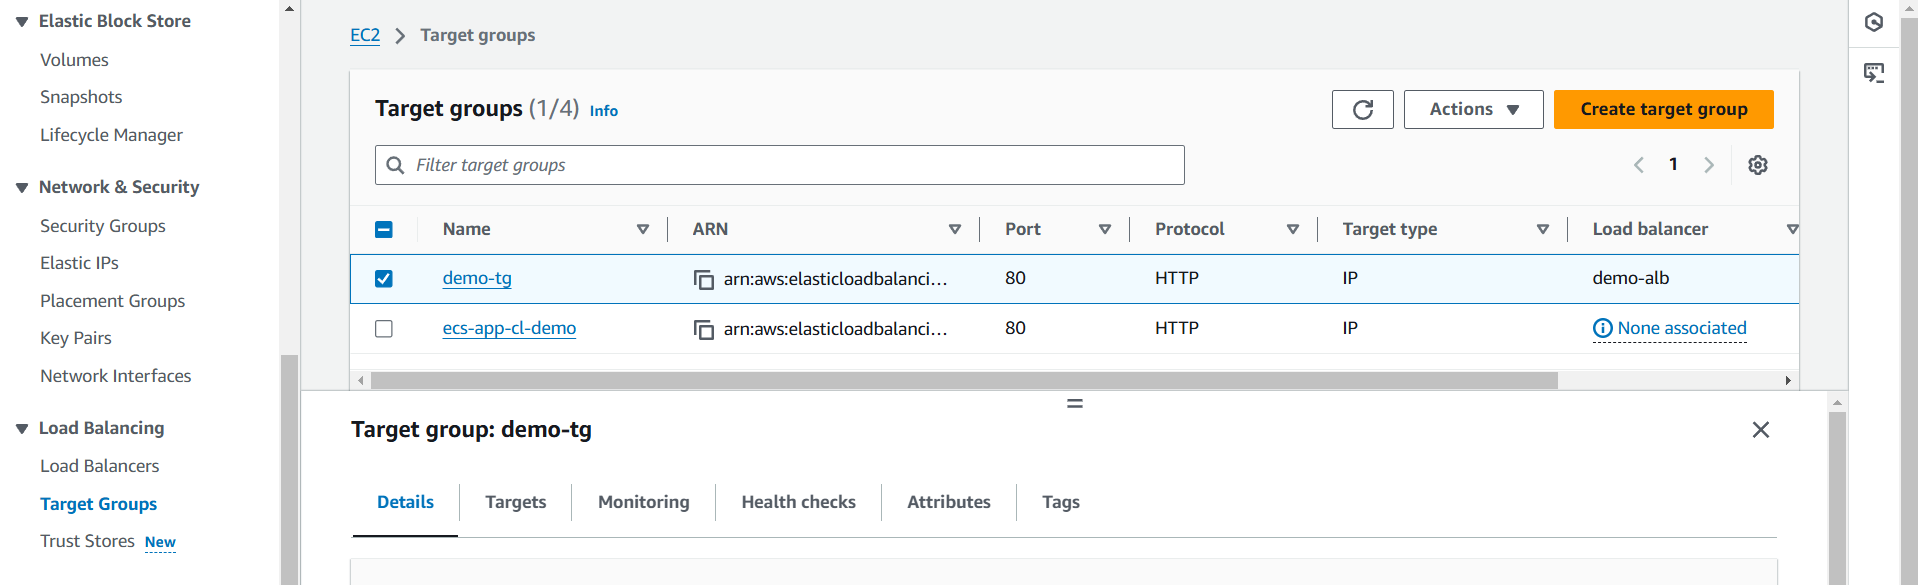 Elastic Block Store
Volumes
Snapshots
Lifecycle Manager
Network & Security
Security Groups
Elastic IPs
Placement Groups
Key Pairs
Network Interfaces
Load Balancing
Load Balancers
Target Groups
Trust Stores New
EC2 Target groups
Target groups (1/4) Info
Actions
Create target group
Filter target groups
1
Name ARN Port Protocol Target type Load balancer
demo-tg arn:aws:elasticloadbalanci... 80 HTTP IP demo-alb
ecs-app-cl-demo arn:aws:elasticloadbalanci... 80 HTTP IP None associated
Target group: demo-tg
Details Targets Monitoring Health checks Attributes Tags